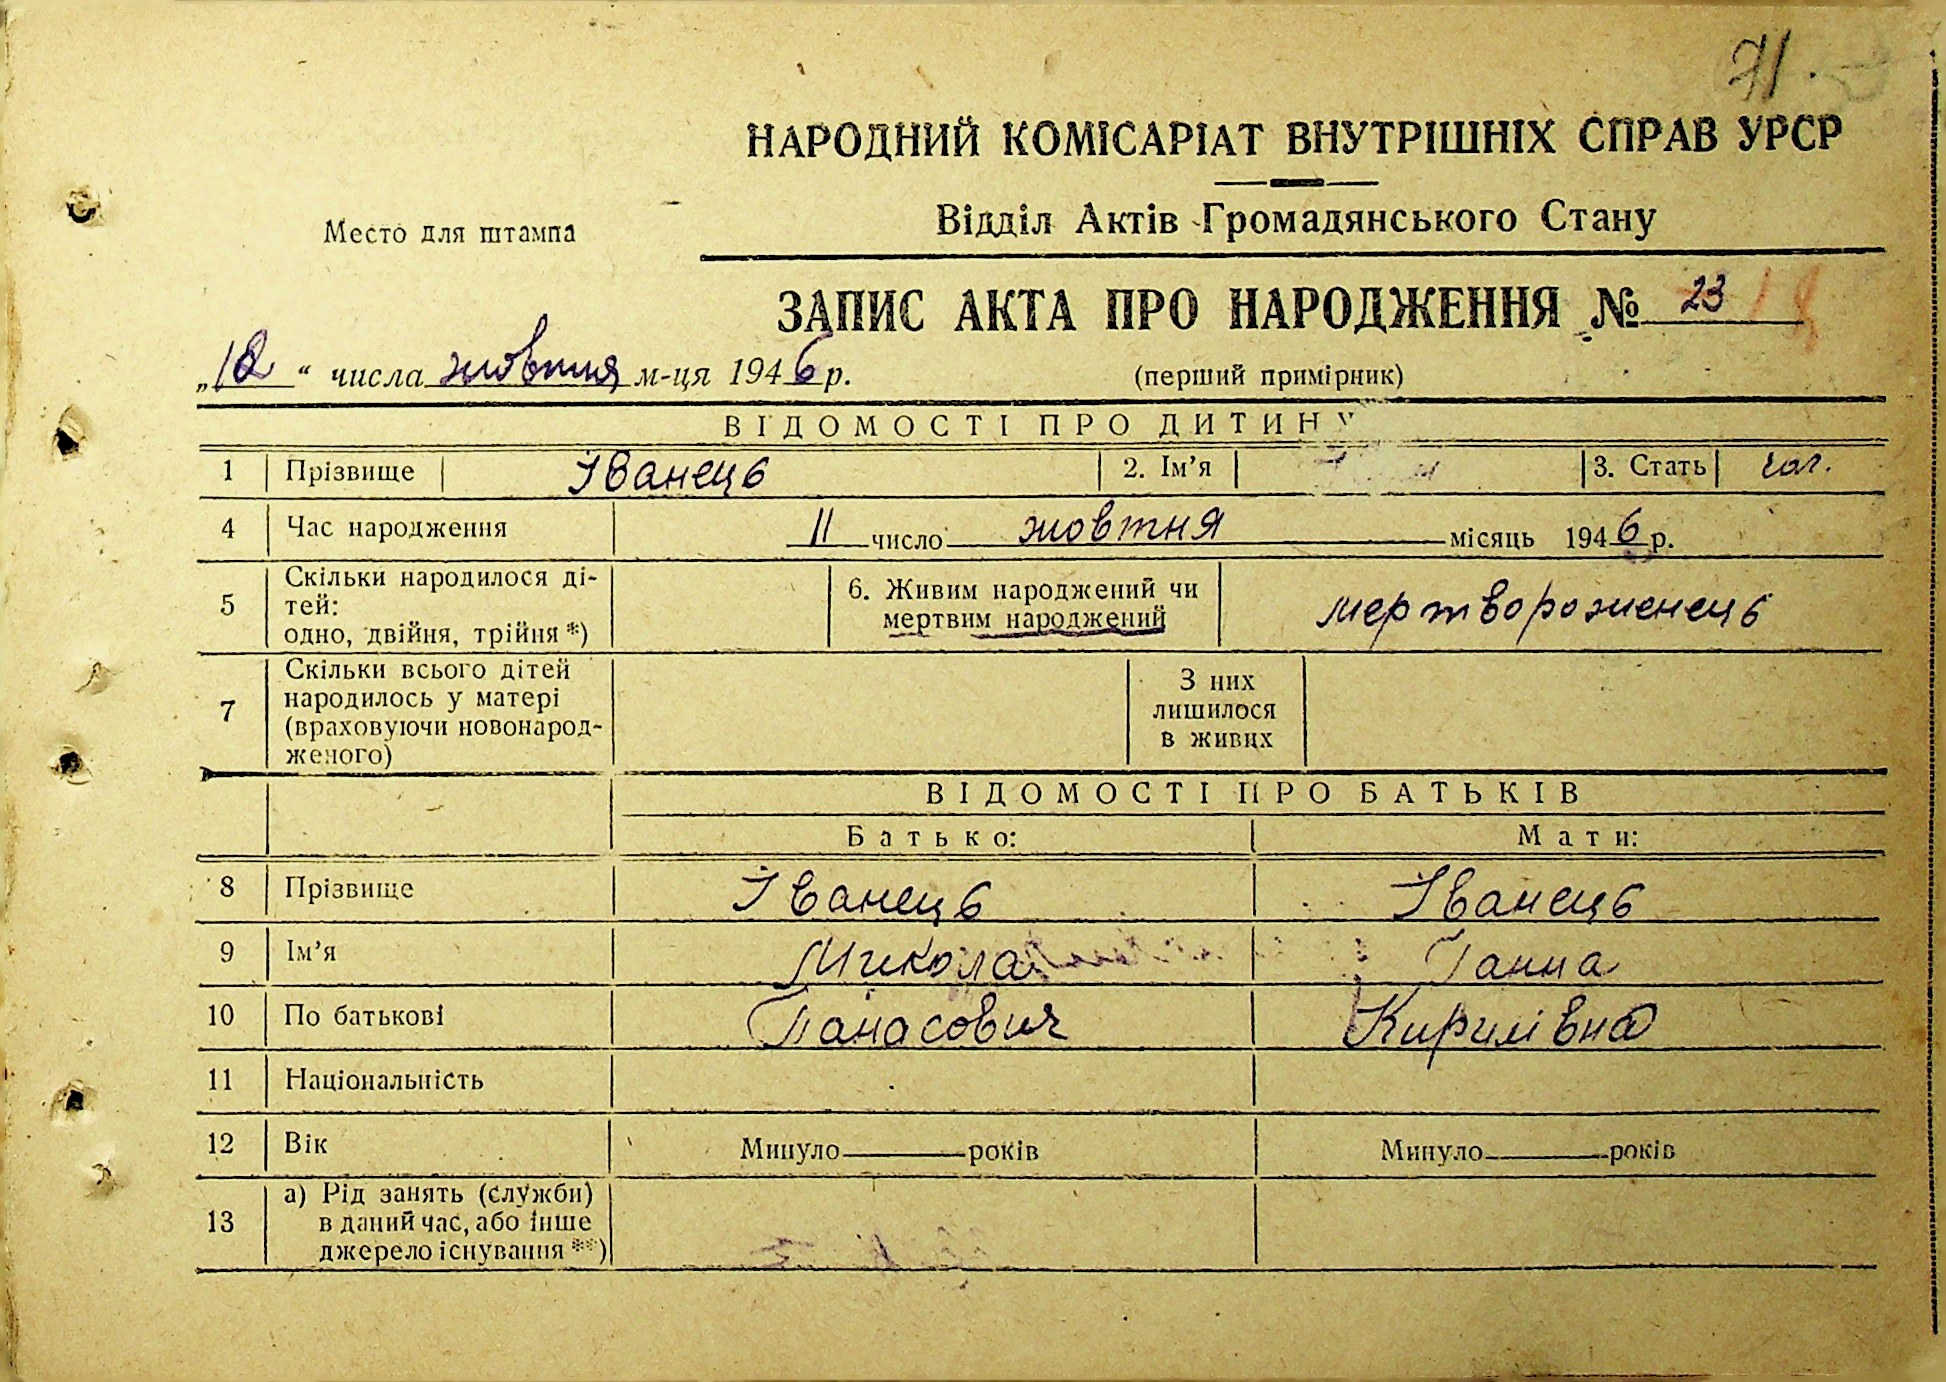 71.
НАРОДНИЙ КОМІСАРІАТ ВНУТРІШНІХ СПРАВ УРСР
Место для штампа
Відділ Актів Громадянського Стану
ЗАПИС АКТА ПРО НАРОДЖЕННЯ № 23
„12“ числа жовтня м-ця 1946 р.
(перший примірник)
ВІДОМОСТІ ПРО ДИТИНУ
1 Прізвище Іванець 2. Ім'я 3. Стать чол.
4 Час народження 11 число жовтня місяць 1946 р.
5 Скільки народилося ді-
тей:
одно, двійня, трійня *)
6. Живим народжений чи
мертвим народжений
мертвороженець
7 Скільки всього дітей
народилось у матері
(враховуючи новонарод-
женого)
З них
лишилося
в живих
ВІДОМОСТІ ПРО БАТЬКІВ
Батько: Мати:
8 Прізвище Іванець Іванець
9 Ім'я Микола Ганна
10 По батькові Панасович Кирилівна
11 Національність
12 Вік Минуло років Минуло років
13 а) Рід занять (служби)
в даний час, або інше
джерело існування **)